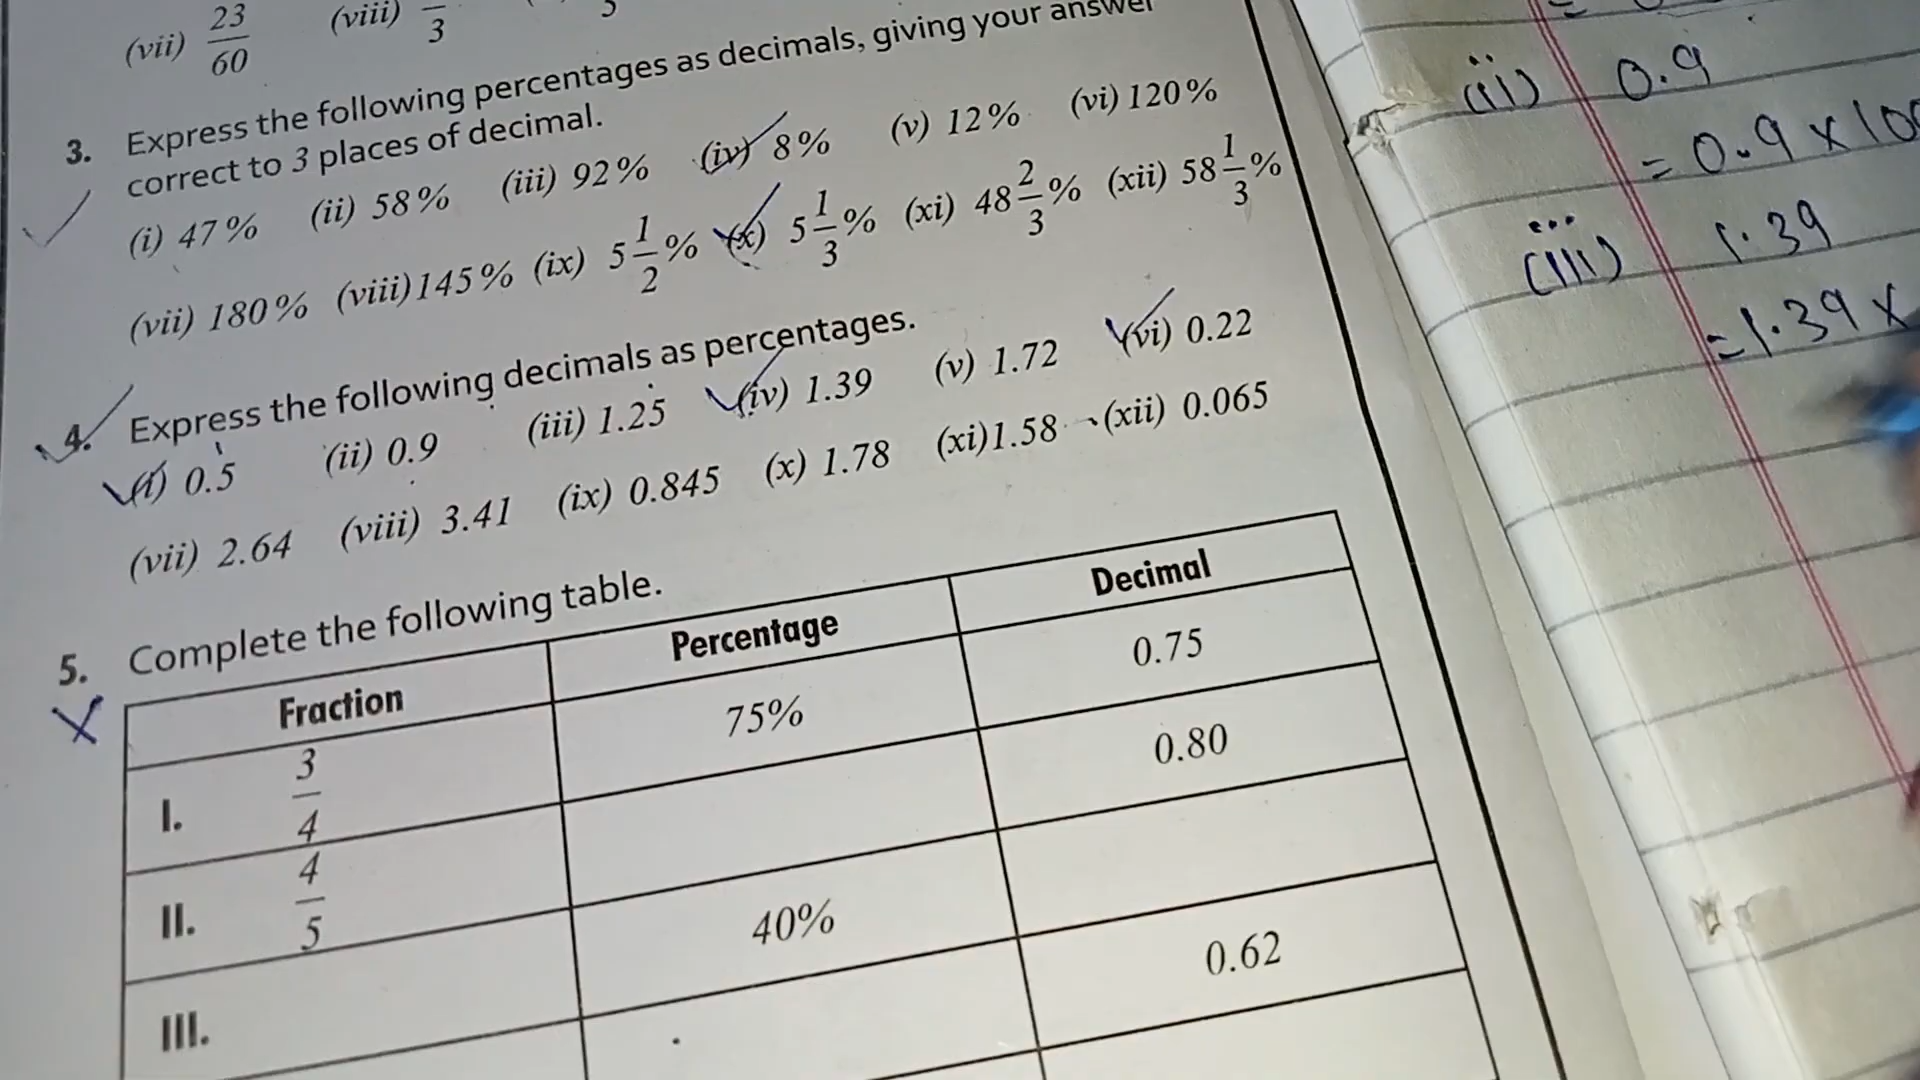 (vii) 23/60 (viii) /3
3. Express the following percentages as decimals, giving your answer
correct to 3 places of decimal.
(i) 47% (ii) 58% (iii) 92% (iv) 8% (v) 12% (vi) 120%
(vii) 180% (viii) 145% (ix) 5 1/2% (x) 5 1/3% (xi) 48 2/3% (xii) 58 1/3%
4. Express the following decimals as percentages.
(i) 0.5 (ii) 0.9 (iii) 1.25 (iv) 1.39 (v) 1.72 (vi) 0.22
(vii) 2.64 (viii) 3.41 (ix) 0.845 (x) 1.78 (xi) 1.58 (xii) 0.065
5. Complete the following table.
Fraction Percentage Decimal
I. 3/4 75% 0.75
II. 4/5 0.80
III. 40%
0.62
(ii) 0.9
= 0.9 × 100
(iii) 1.39
= 1.39 ×